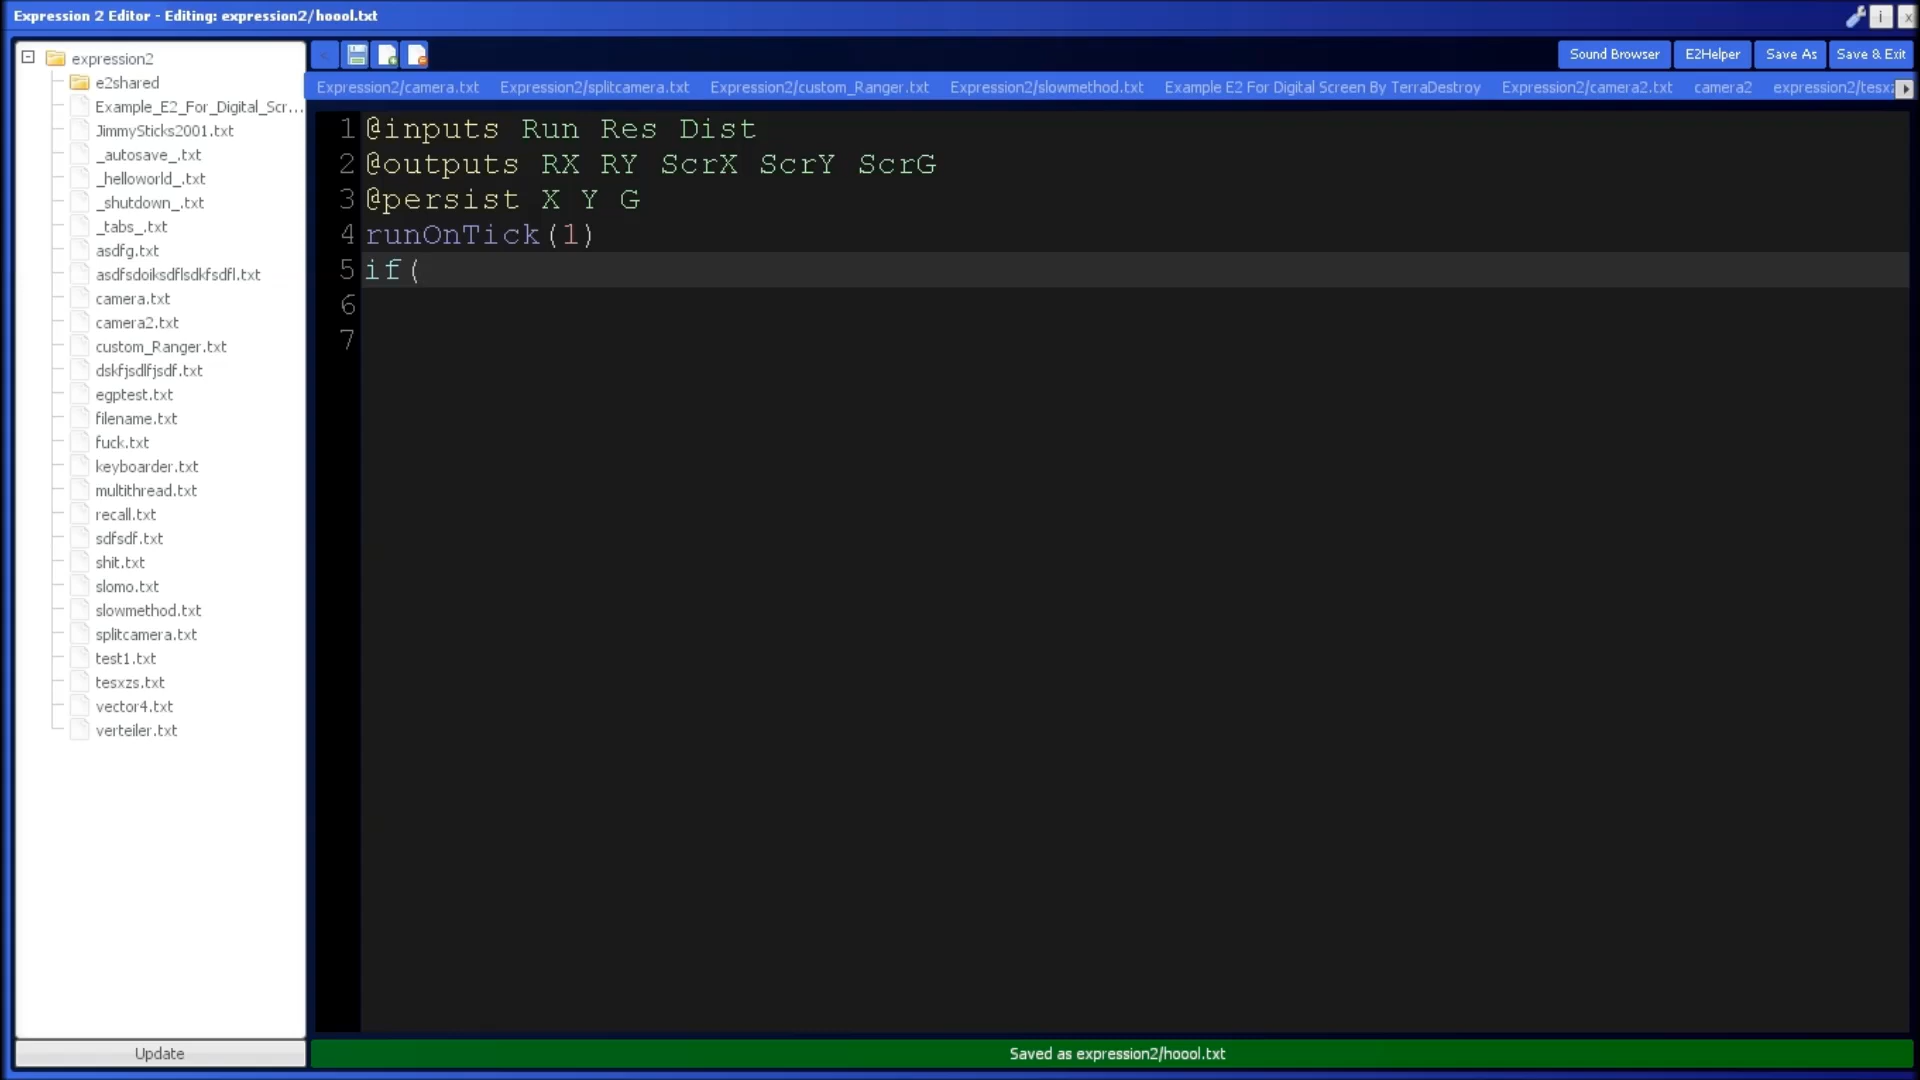 Expression 2 Editor - Editing: expression2/hoool.txt
i x
Sound Browser E2Helper Save As Save & Exit
Expression2/camera.txt Expression2/splitcamera.txt Expression2/custom_Ranger.txt Expression2/slowmethod.txt Example E2 For Digital Screen By TerraDestroy Expression2/camera2.txt camera2
expression2
e2shared
Example_E2_For_Digital_Scr...
JimmySticks2001.txt
_autosave_.txt
_helloworld_.txt
_shutdown_.txt
_tabs_.txt
asdfg.txt
asdfsdoiksdflsdkfsdfl.txt
camera.txt
camera2.txt
custom_Ranger.txt
dskfjsdlfjsdf.txt
egptest.txt
filename.txt
fuck.txt
keyboarder.txt
multithread.txt
recall.txt
sdfsdf.txt
shit.txt
slomo.txt
slowmethod.txt
splitcamera.txt
test1.txt
tesxzs.txt
vector4.txt
verteiler.txt
Update
1 @inputs Run Res Dist
2 @outputs RX RY ScrX ScrY ScrG
3 @persist X Y G
4 runOnTick(1)
5 if(
6
7
Saved as expression2/hoool.txt